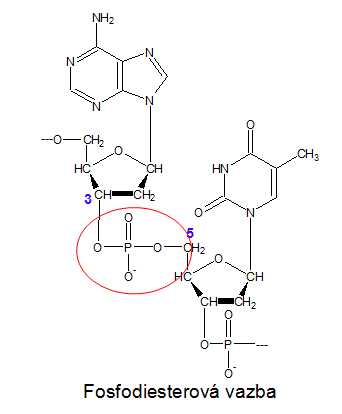 NH2
N
N
N
N
---O
CH2
O
HC
CH
3
CH
CH2
O
CH3
HN
O
N
O
5
O
P
O
CH2
O-
O
HC
CH
CH
CH2
O
O
P
---
O-
Fosfodiesterová vazba